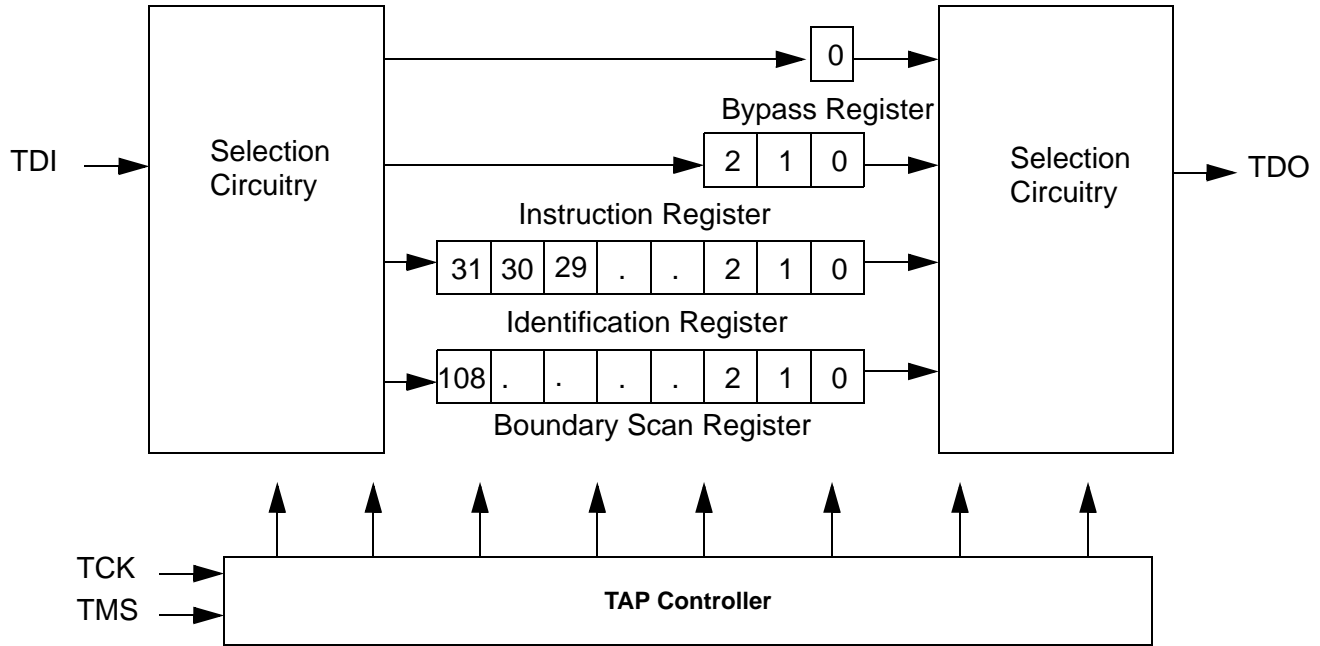 0
Bypass Register
TDI
Selection
Circuitry
2 1 0
Selection
Circuitry
TDO
Instruction Register
31 30 29 . . 2 1 0
Identification Register
108 . . . . 2 1 0
Boundary Scan Register
TCK
TMS
TAP Controller